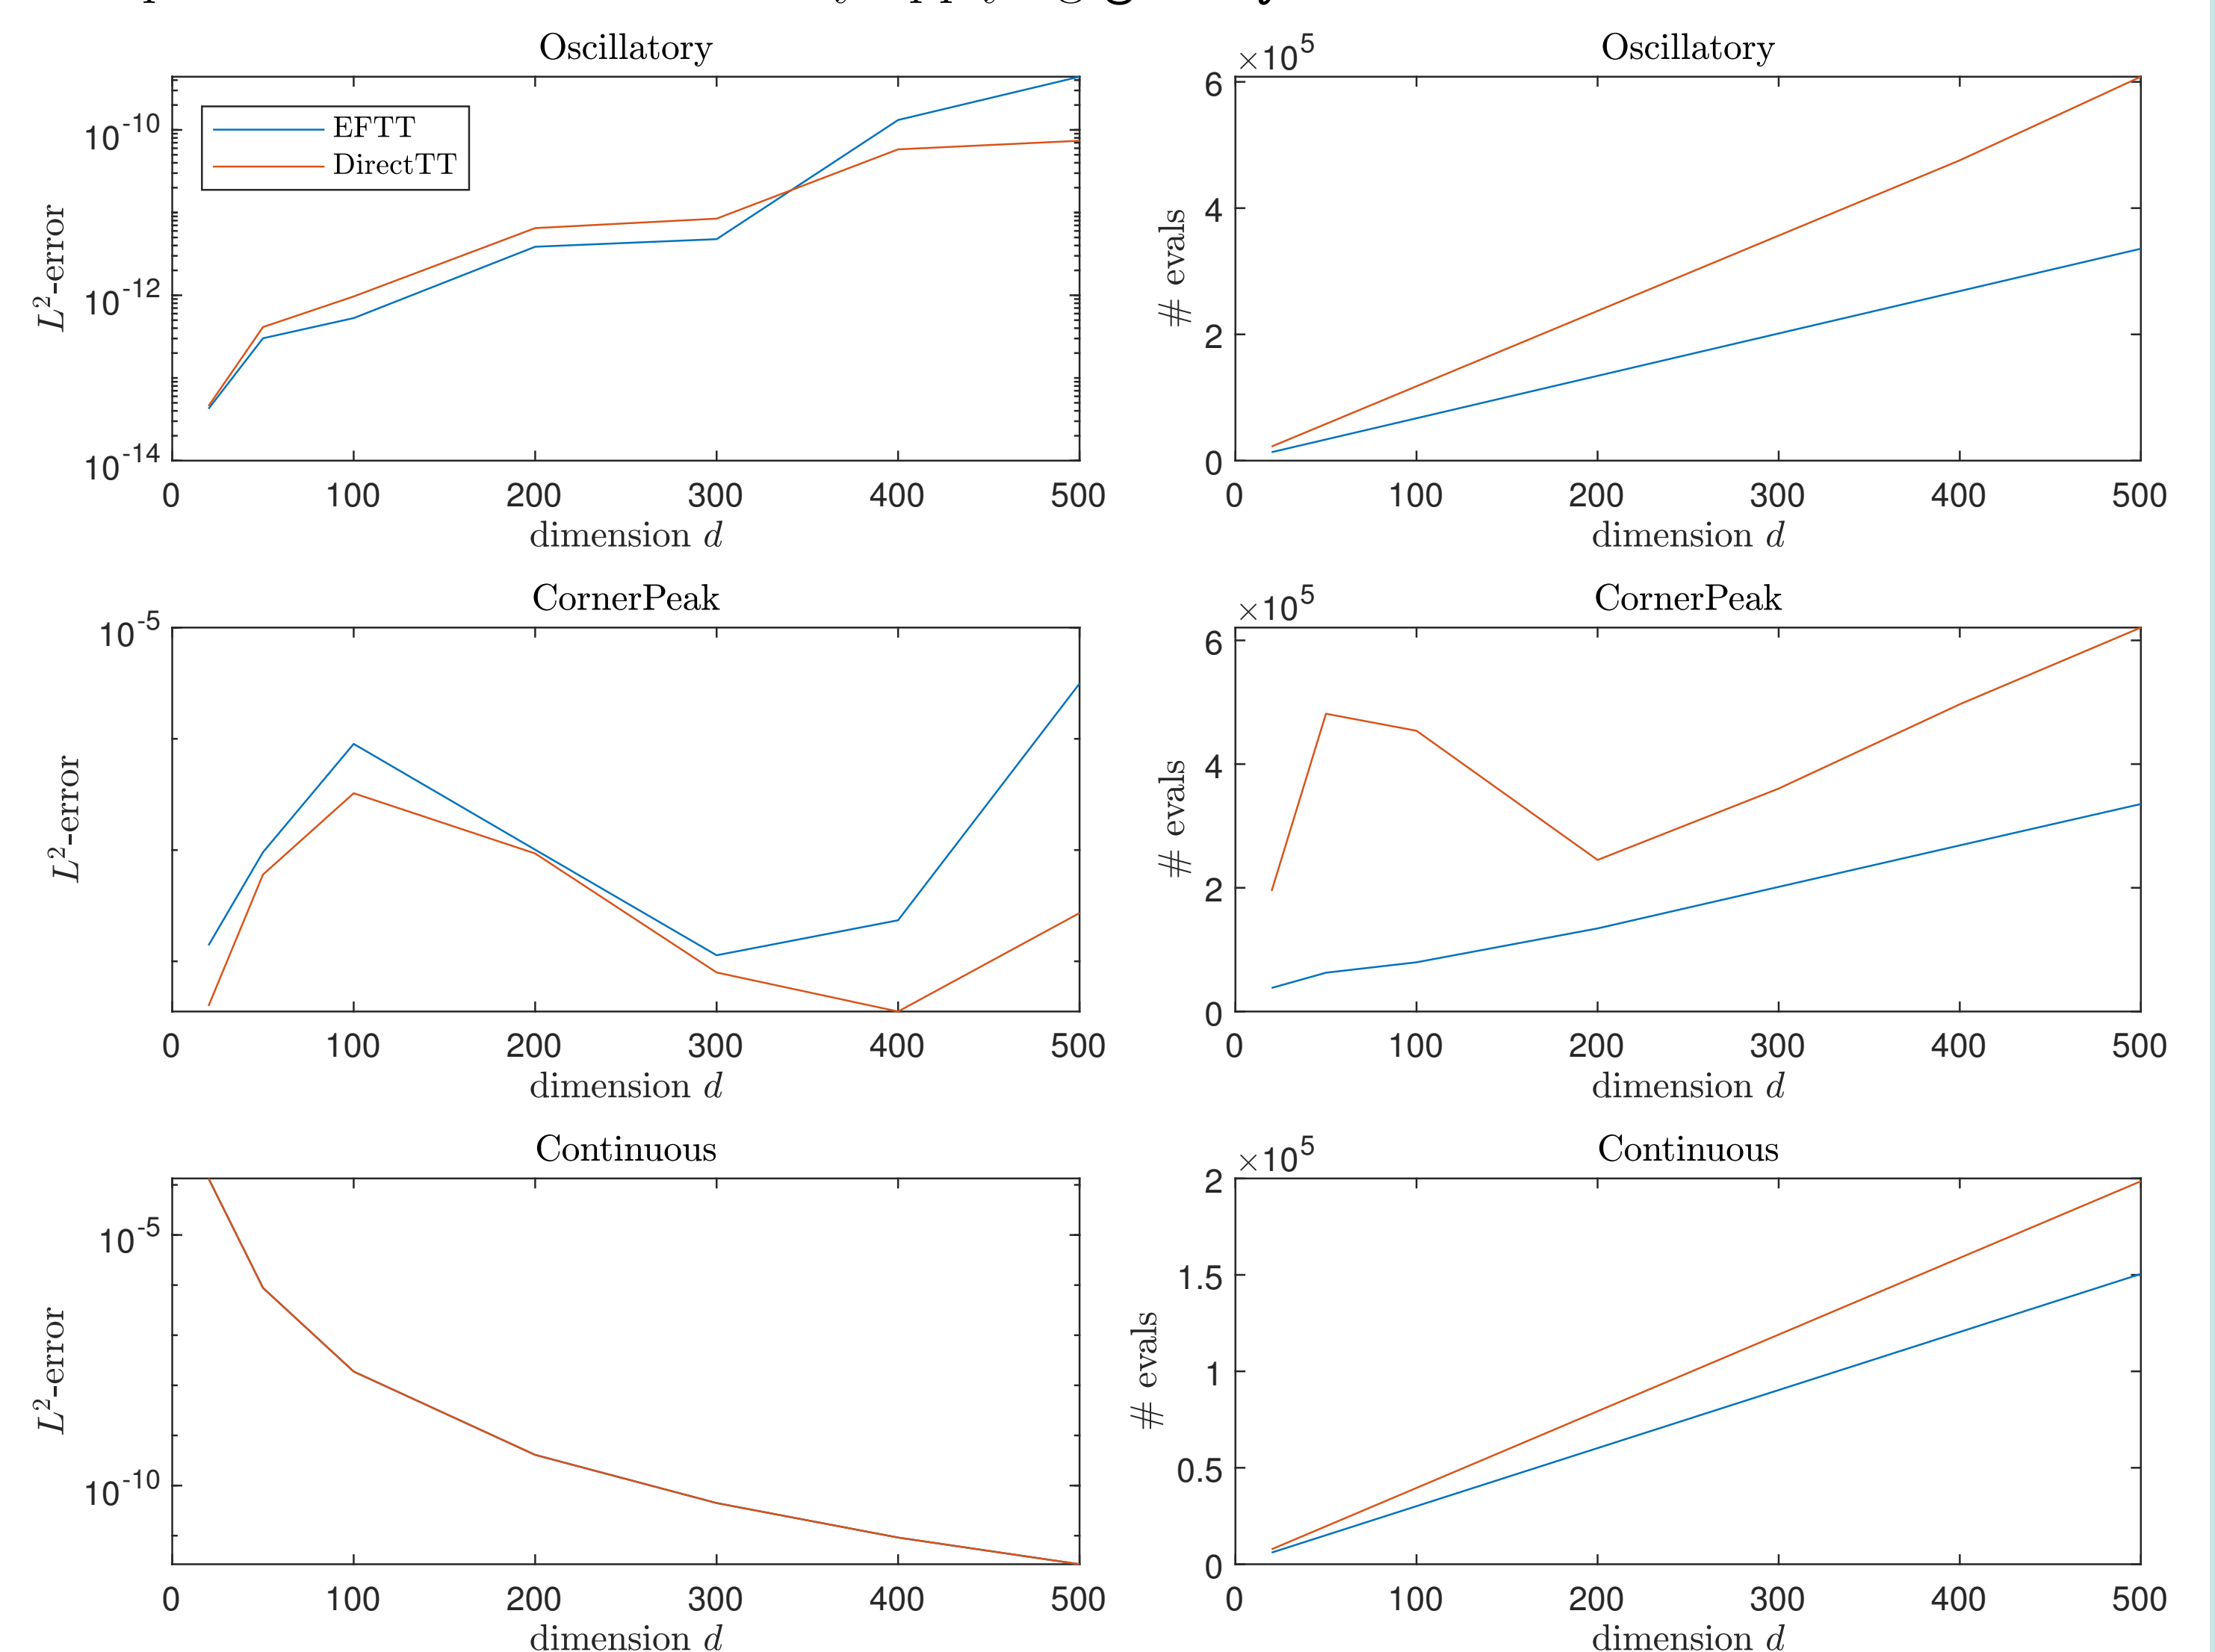 Oscillatory
10^-10
10^-12
10^-14
L^2-error
EFTT
DirectTT
0 100 200 300 400 500
dimension d
Oscillatory
×10^5
6
4
2
0
# evals
0 100 200 300 400 500
dimension d
CornerPeak
10^-5
L^2-error
0 100 200 300 400 500
dimension d
CornerPeak
×10^5
6
4
2
0
# evals
0 100 200 300 400 500
dimension d
Continuous
10^-5
10^-10
L^2-error
0 100 200 300 400 500
dimension d
Continuous
×10^5
2
1.5
1
0.5
0
# evals
0 100 200 300 400 500
dimension d